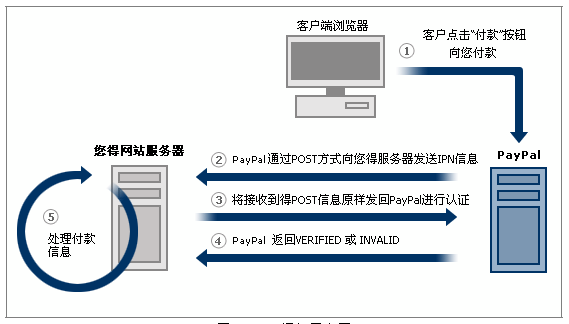 客户端浏览器
① 客户点击“付款”按钮
向您付款
您得网站服务器
PayPal
② PayPal通过POST方式向您得服务器发送IPN信息
③ 将接收到得POST信息原样发回PayPal进行认证
④ PayPal 返回VERIFIED 或 INVALID
⑤
处理付款
信息